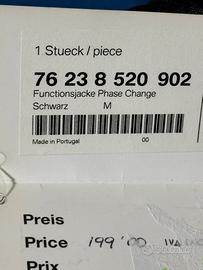 1 Stueck / piece
76 23 8 520 902
Functionsjacke Phase Change
Schwarz M
Made in Portugal 00
Preis
Price 199'00 IVA
Prix